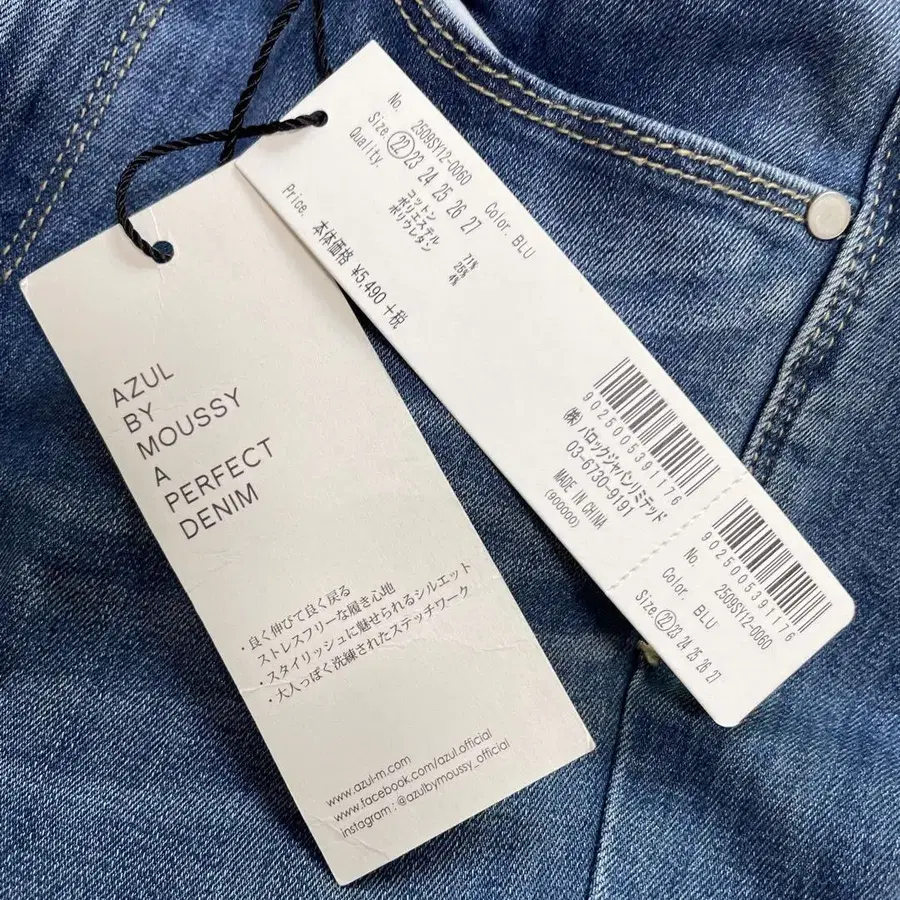 AZUL
BY
MOUSSY
A
PERFECT
DENIM
・良く伸びて良く戻る
ストレスフリーな履き心地
・スタイリッシュに魅せられるシルエット
・大人っぽく洗練されたステッチワーク
www.azul-m.com
www.facebook.com/azul.official
instagram : @azulbymoussy_official
No. 2509SY12-0060
Size. 22 23 24 25 26 27 Color. BLU
Quality
コットン 71%
ポリエステル 25%
ポリウレタン 4%
Price. 本体価格 ¥5,490 +税
9025005391176
(株) バロックジャパンリミテッド
03-6730-9191
MADE IN CHINA
(900000)
9025005391176
No. 2509SY12-0060
Color. BLU
Size. 22 23 24 25 26 27